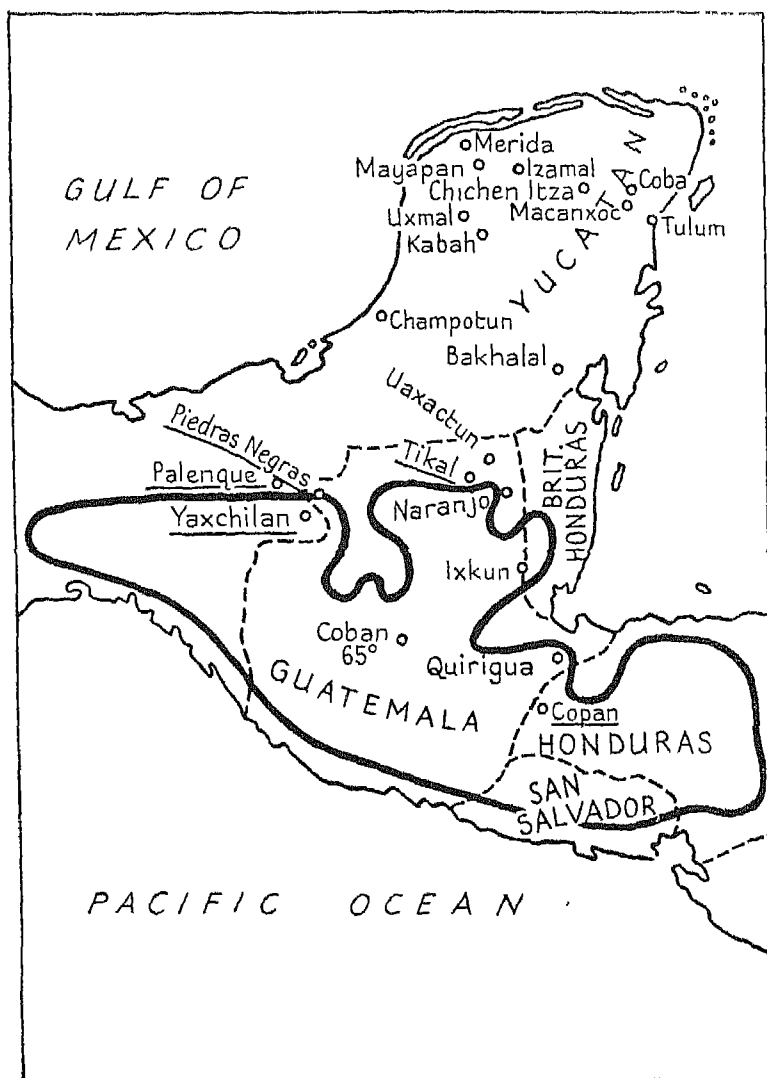 GULF OF
MEXICO
Merida
Mayapan
Izamal
Chichen Itza
Coba
Uxmal
Macanxoc
Tulum
Kabah
YUCATAN
Champotun
Bakhalal
Uaxactun
Piedras Negras
Tikal
BRIT.
HONDURAS
Palenque
Naranjo
Yaxchilan
Ixkun
Coban
65°
Quirigua
GUATEMALA
Copan
HONDURAS
SAN
SALVADOR
PACIFIC OCEAN